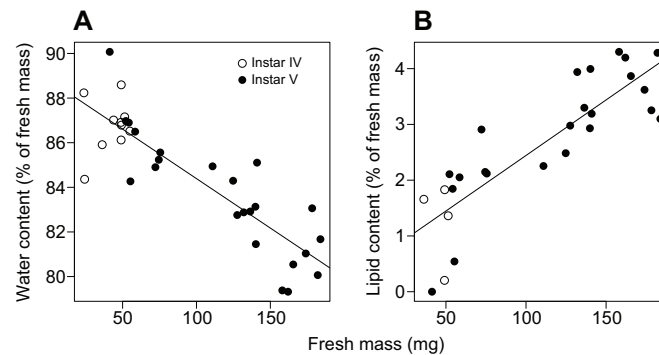 A
B
Water content (% of fresh mass)
90
88
86
84
82
80
Instar IV
Instar V
50
100
150
Lipid content (% of fresh mass)
4
3
2
1
0
50
100
150
Fresh mass (mg)